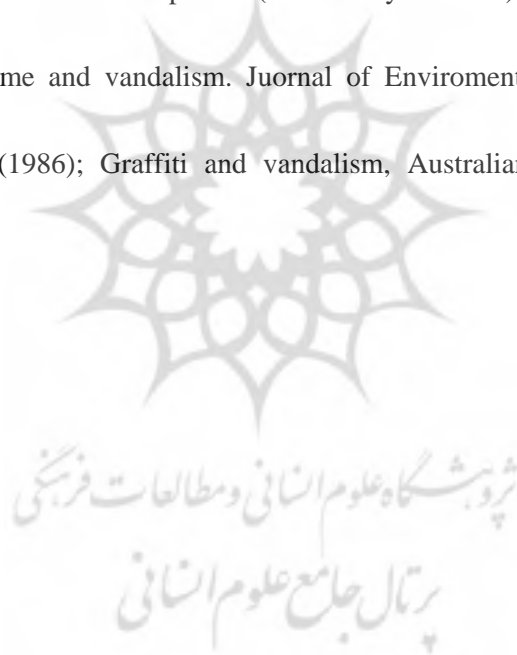 me and vandalism. Juornal of Enviroment
(1986); Graffiti and vandalism, Australian
پژوهشگاه علوم انسانی و مطالعات فرهنگی
پرتال جامع علوم انسانی